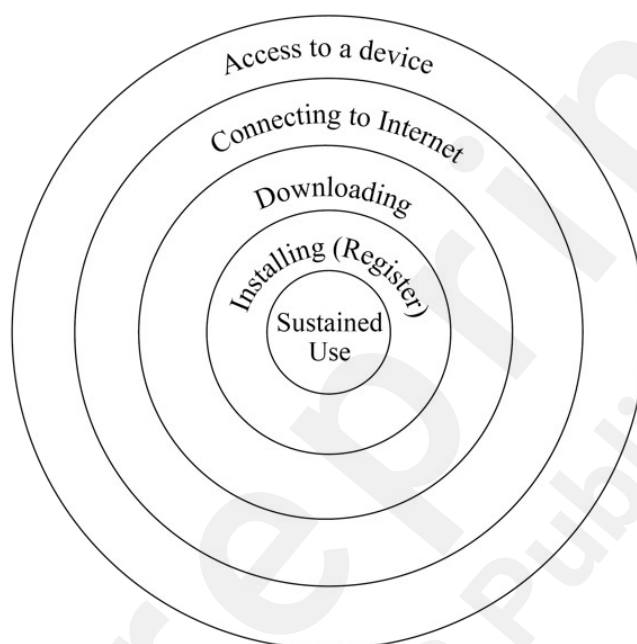 Access to a device
Connecting to Internet
Downloading
Installing (Register)
Sustained
Use